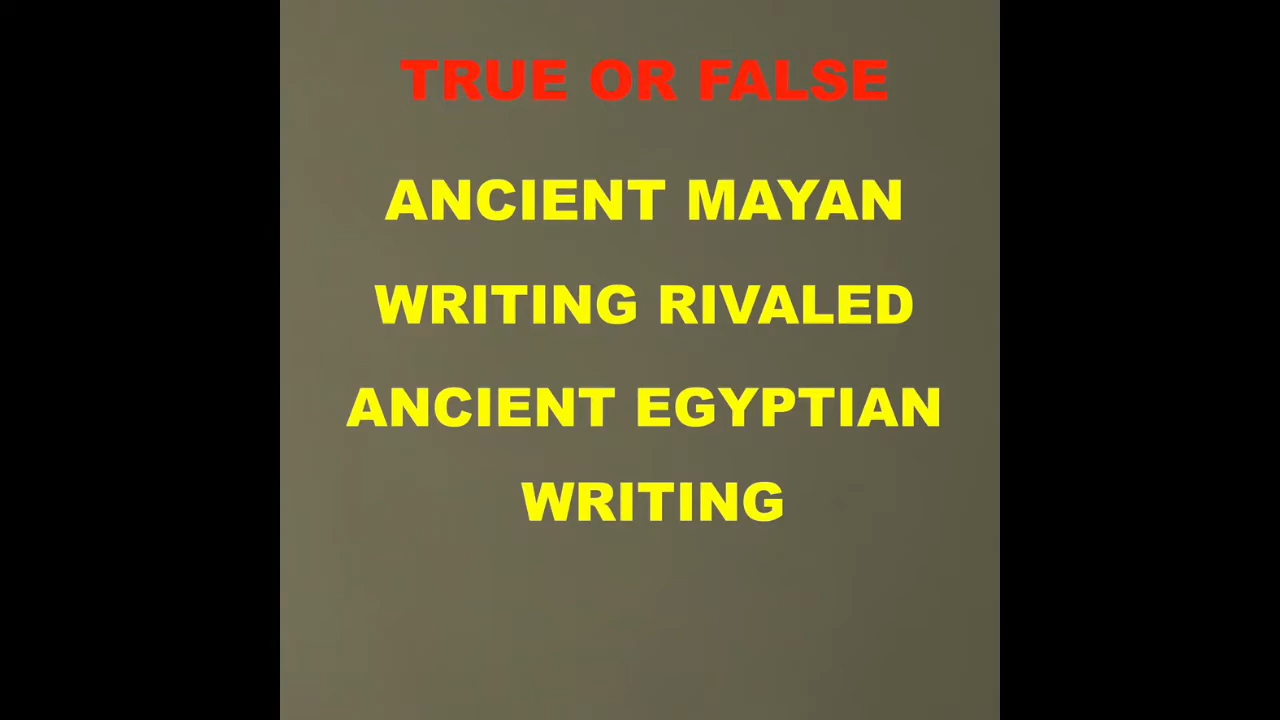 TRUE OR FALSE
ANCIENT MAYAN
WRITING RIVALED
ANCIENT EGYPTIAN
WRITING